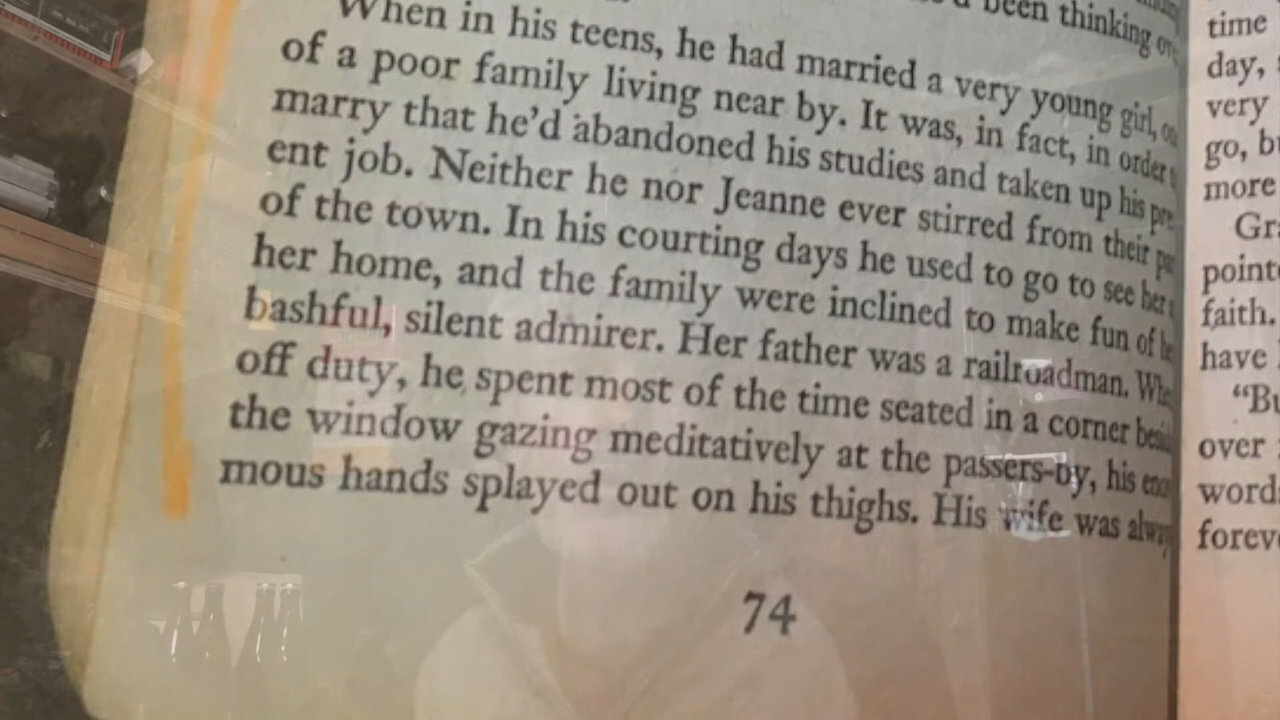 been thinking
When in his teens, he had married a very young girl,
of a poor family living near by. It was, in fact, in order
marry that he'd abandoned his studies and taken up his pre
ent job. Neither he nor Jeanne ever stirred from their
of the town. In his courting days he used to go to see her
her home, and the family were inclined to make fun of
bashful, silent admirer. Her father was a railroadman.
off duty, he spent most of the time seated in a corner
the window gazing meditatively at the passers-by, his
mous hands splayed out on his thighs. His wife was
74
time
day,
very
go,
more
faith.
have
over